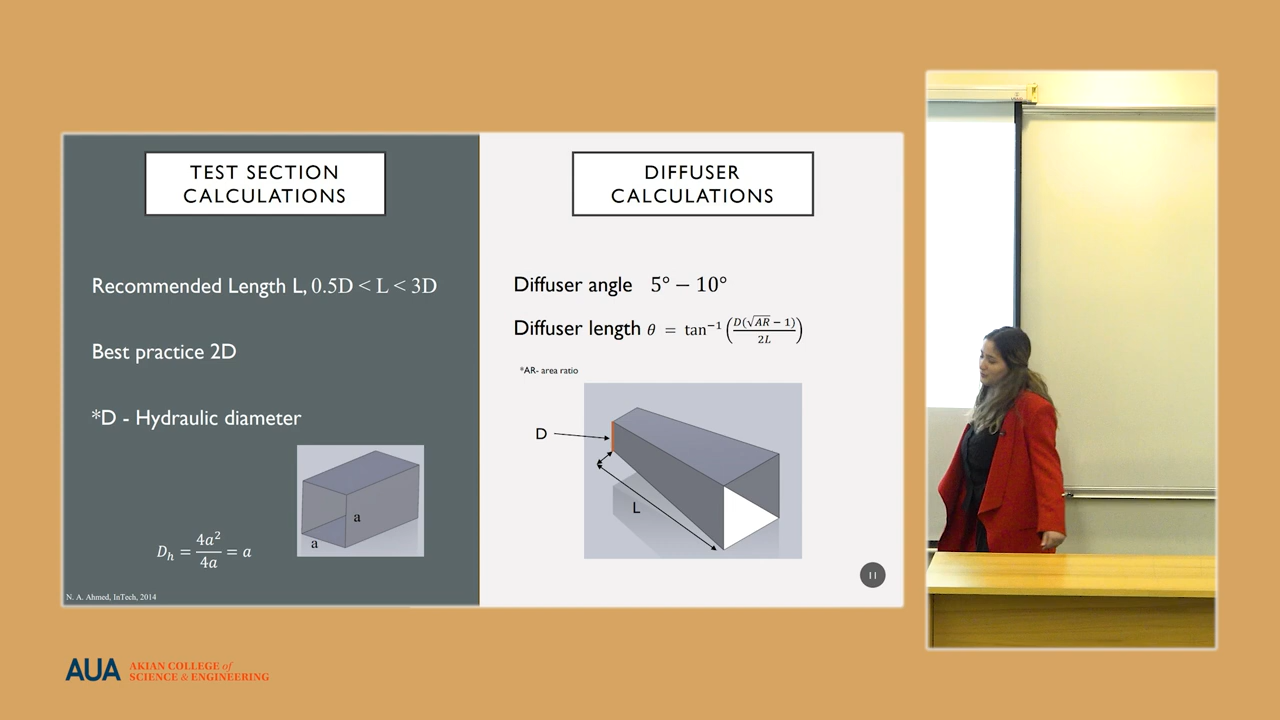 TEST SECTION
CALCULATIONS
Recommended Length L, 0.5D < L < 3D
Best practice 2D
*D - Hydraulic diameter
a
a
D_h = 4a²/4a = a
N. A. Ahmed, InTech, 2014
DIFFUSER
CALCULATIONS
Diffuser angle 5° − 10°
Diffuser length θ = tan⁻¹(D(√AR − 1)/2L)
*AR- area ratio
D
L
11
AUA AKIAN COLLEGE of
SCIENCE & ENGINEERING